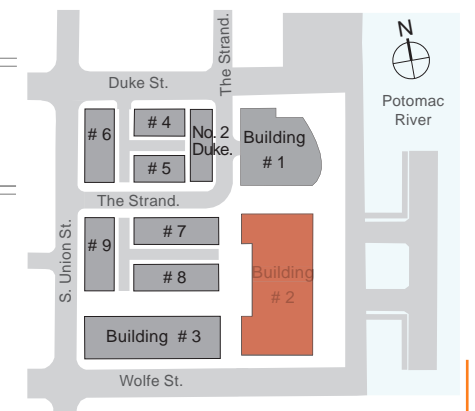 N
Potomac
River
The Strand.
Duke St.
# 6
# 4
No. 2
Duke.
Building
# 1
# 5
The Strand.
S. Union St.
# 9
# 7
# 8
Building
# 2
Building # 3
Wolfe St.